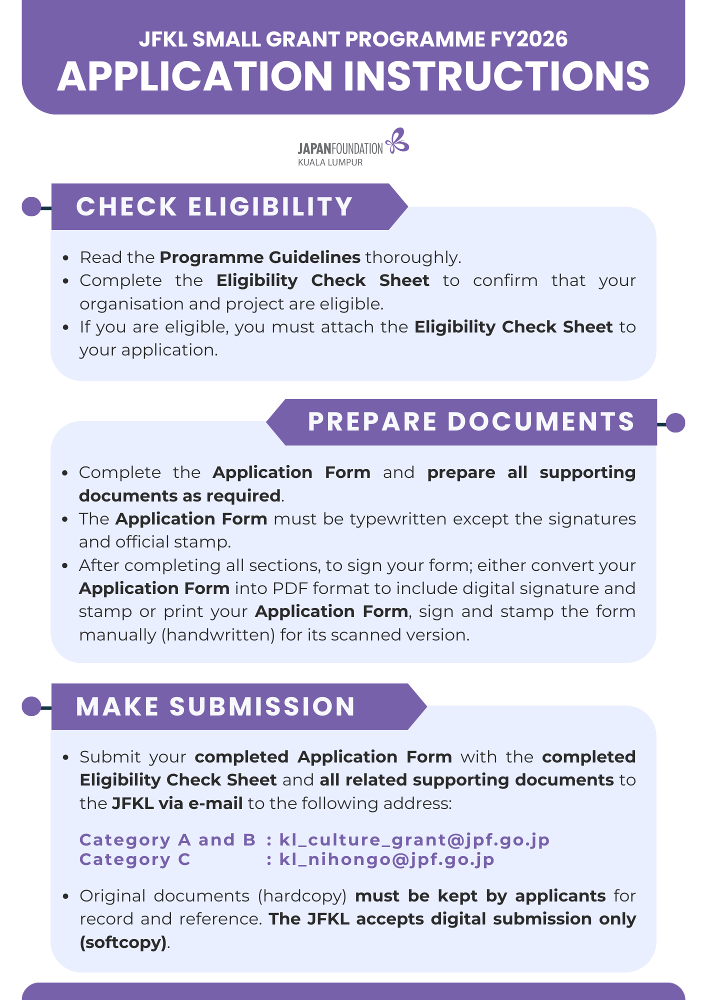 JFKL SMALL GRANT PROGRAMME FY2026
APPLICATION INSTRUCTIONS
JAPANFOUNDATION
KUALA LUMPUR
CHECK ELIGIBILITY
• Read the Programme Guidelines thoroughly.
• Complete the Eligibility Check Sheet to confirm that your
organisation and project are eligible.
• If you are eligible, you must attach the Eligibility Check Sheet to
your application.
PREPARE DOCUMENTS
• Complete the Application Form and prepare all supporting
documents as required.
• The Application Form must be typewritten except the signatures
and official stamp.
• After completing all sections, to sign your form; either convert your
Application Form into PDF format to include digital signature and
stamp or print your Application Form, sign and stamp the form
manually (handwritten) for its scanned version.
MAKE SUBMISSION
• Submit your completed Application Form with the completed
Eligibility Check Sheet and all related supporting documents to
the JFKL via e-mail to the following address:
Category A and B : kl_culture_grant@jpf.go.jp
Category C : kl_nihongo@jpf.go.jp
• Original documents (hardcopy) must be kept by applicants for
record and reference. The JFKL accepts digital submission only
(softcopy).